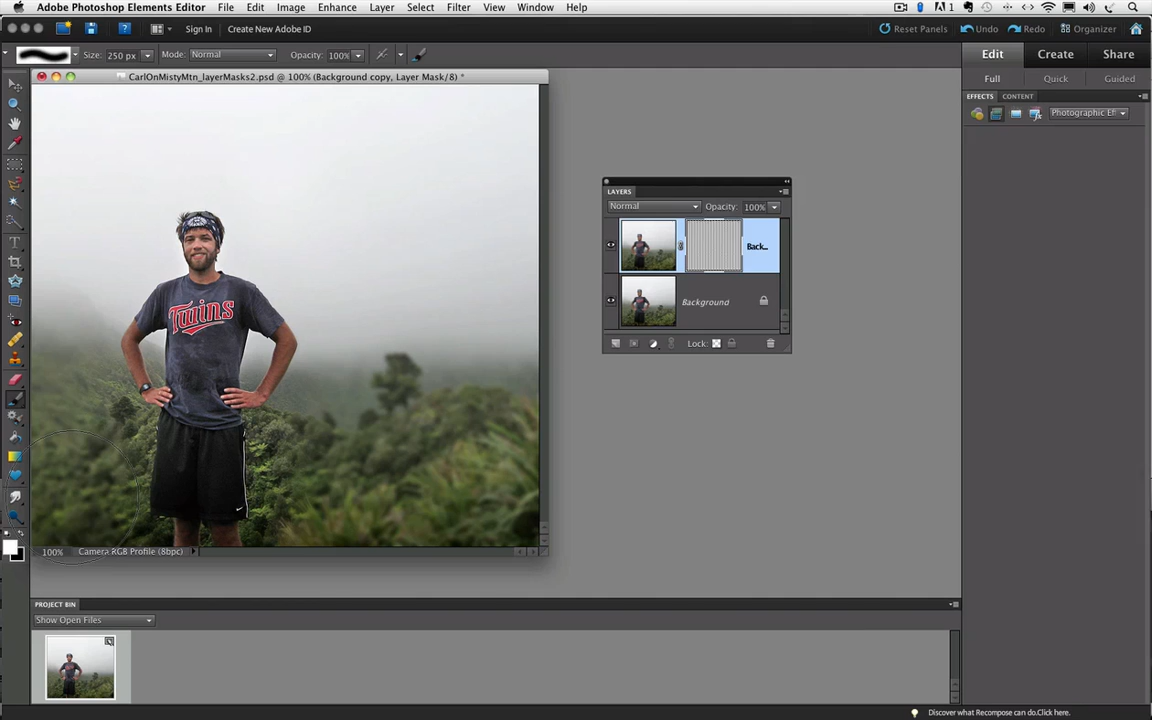 Adobe Photoshop Elements Editor File Edit Image Enhance Layer Select Filter View Window Help 1
Sign In Create New Adobe ID Reset Panels Undo Redo Organizer
Size: 250 px Mode: Normal Opacity: 100% Edit Create Share
CarlOnMistyMtn_layerMasks2.psd @ 100% (Background copy, Layer Mask/8) * Full Quick Guided
EFFECTS CONTENT
Photographic Eff
LAYERS
Normal Opacity: 100%
Back...
Twins
Background
Lock:
100% Camera RGB Profile (8bpc)
PROJECT BIN
Show Open Files
Discover what Recompose can do.Click here.